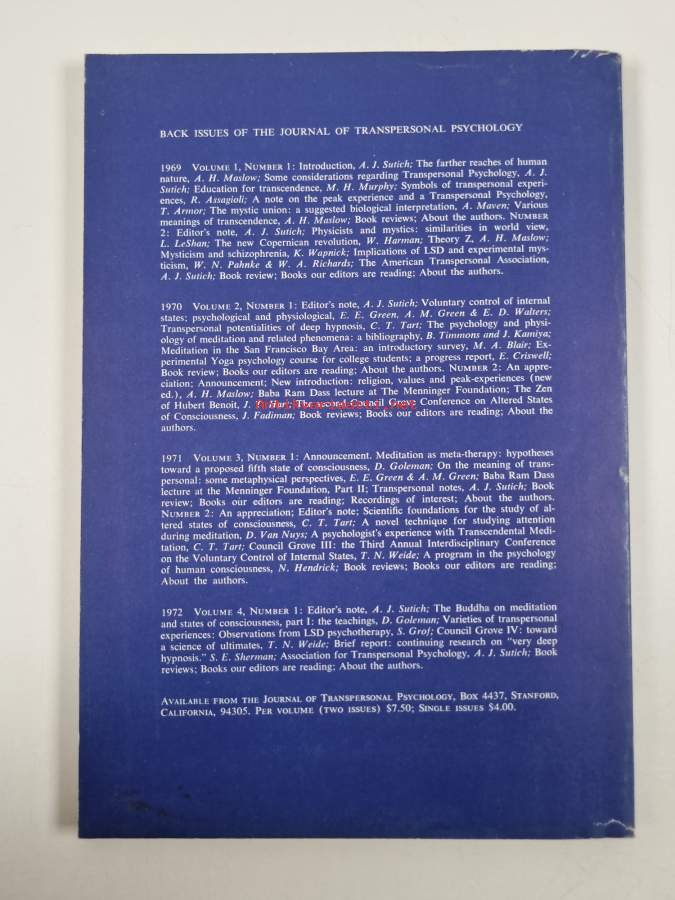 BACK ISSUES OF THE JOURNAL OF TRANSPERSONAL PSYCHOLOGY
1969 VOLUME 1, NUMBER 1: Introduction, A. J. Sutich; The farther reaches of human
nature, A. H. Maslow; Some considerations regarding Transpersonal Psychology, A. J.
Sutich; Education for transcendence, M. H. Murphy; Symbols of transpersonal experi-
ences, R. Assagioli; A note on the peak experience and a Transpersonal Psychology,
T. Armor; The mystic union: a suggested biological interpretation, A. Maven; Various
meanings of transcendence, A. H. Maslow; Book reviews; About the authors. NUMBER
2: Editor's note, A. J. Sutich; Physicists and mystics: similarities in world view,
L. LeShan; The new Copernican revolution, W. Harman; Theory Z, A. H. Maslow;
Mysticism and schizophrenia, K. Wapnick; Implications of LSD and experimental mys-
ticism, W. N. Pahnke & W. A. Richards; The American Transpersonal Association,
A. J. Sutich; Book review; Books our editors are reading; About the authors.
1970 VOLUME 2, NUMBER 1: Editor's note, A. J. Sutich; Voluntary control of internal
states; psychological and physiological, E. E. Green, A. M. Green & E. D. Walters;
Transpersonal potentialities of deep hypnosis, C. T. Tart; The psychology and physi-
ology of meditation and related phenomena: a bibliography, B. Timmons and J. Kamiya;
Meditation in the San Francisco Bay Area: an introductory survey, M. A. Blair; Ex-
perimental Yoga psychology course for college students; a progress report, E. Criswell;
Book review; Books our editors are reading; About the authors. NUMBER 2: An appre-
ciation; Announcement; New introduction: religion, values and peak-experiences (new
ed.), A. H. Maslow; Baba Ram Dass lecture at The Menninger Foundation; The Zen
of Hubert Benoit, J. Hart; The second Council Grove Conference on Altered States
of Consciousness, J. Fadiman; Book reviews; Books our editors are reading; About the
authors.
1971 VOLUME 3, NUMBER 1: Announcement. Meditation as meta-therapy: hypotheses
toward a proposed fifth state of consciousness, D. Goleman; On the meaning of trans-
personal: some metaphysical perspectives, E. E. Green & A. M. Green; Baba Ram Dass
lecture at the Menninger Foundation, Part II; Transpersonal notes, A. J. Sutich; Book
review; Books our editors are reading; Recordings of interest; About the authors.
NUMBER 2: An appreciation; Editor's note; Scientific foundations for the study of al-
tered states of consciousness, C. T. Tart; A novel technique for studying attention
during meditation, D. Van Nuys; A psychologist's experience with Transcendental Medi-
tation, C. T. Tart; Council Grove III: the Third Annual Interdisciplinary Conference
on the Voluntary Control of Internal States, T. N. Weide; A program in the psychology
of human consciousness, N. Hendrick; Book reviews; Books our editors are reading;
About the authors.
1972 VOLUME 4, NUMBER 1: Editor's note, A. J. Sutich; The Buddha on meditation
and states of consciousness, part I: the teachings, D. Goleman; Varieties of transpersonal
experiences: Observations from LSD psychotherapy, S. Grof; Council Grove IV: toward
a science of ultimates, T. N. Weide; Brief report: continuing research on "very deep
hypnosis." S. E. Sherman; Association for Transpersonal Psychology, A. J. Sutich; Book
reviews; Books our editors are reading; About the authors.
AVAILABLE FROM THE JOURNAL OF TRANSPERSONAL PSYCHOLOGY, BOX 4437, STANFORD,
CALIFORNIA, 94305. PER VOLUME (TWO ISSUES) $7.50; SINGLE ISSUES $4.00.